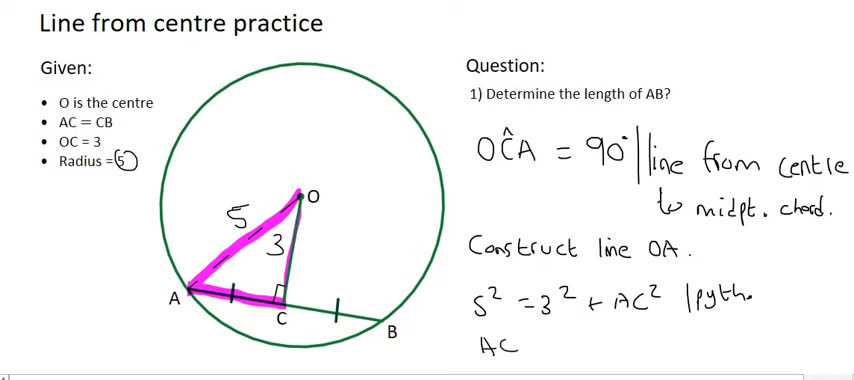 Line from centre practice
Given:
• O is the centre
• AC = CB
• OC = 3
• Radius = 5
O
5
3
A
C
B
Question:
1) Determine the length of AB?
OĈA = 90° | line from centre
to midpt. chord.
Construct line OA.
5² = 3² + AC² | pyth.
AC